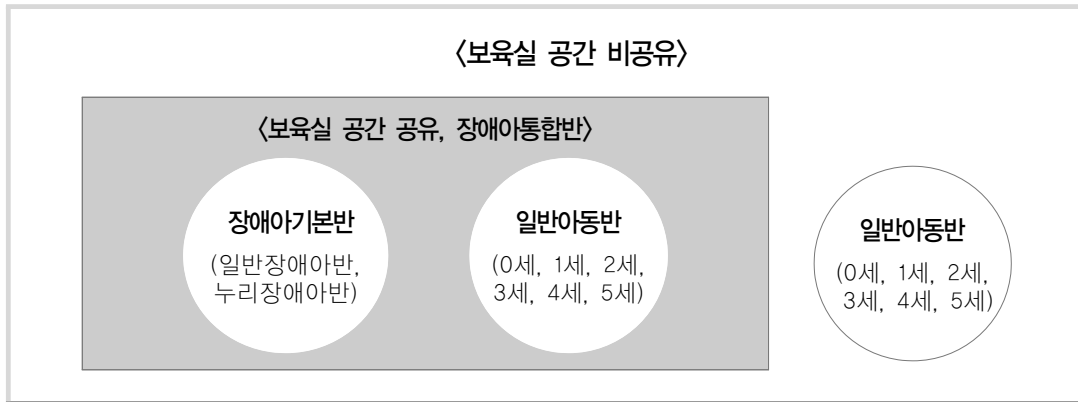 〈보육실 공간 비공유〉
〈보육실 공간 공유, 장애아통합반〉
장애아기본반
(일반장애아반,
누리장애아반)
일반아동반
(0세, 1세, 2세,
3세, 4세, 5세)
일반아동반
(0세, 1세, 2세,
3세, 4세, 5세)